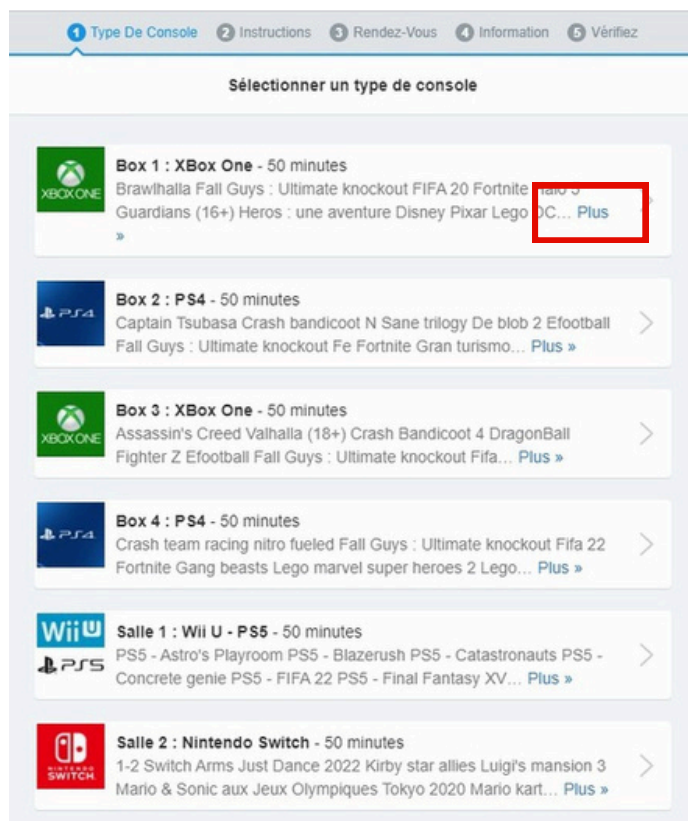 1 Type De Console 2 Instructions 3 Rendez-Vous 4 Information 5 Vérifiez
Sélectionner un type de console
XBOX ONE
Box 1 : XBox One - 50 minutes
Brawlhalla Fall Guys : Ultimate knockout FIFA 20 Fortnite Halo 5
Guardians (16+) Heros : une aventure Disney Pixar Lego DC... Plus
»
PS4
Box 2 : PS4 - 50 minutes
Captain Tsubasa Crash bandicoot N Sane trilogy De blob 2 Efootball
Fall Guys : Ultimate knockout Fe Fortnite Gran turismo... Plus »
XBOX ONE
Box 3 : XBox One - 50 minutes
Assassin's Creed Valhalla (18+) Crash Bandicoot 4 DragonBall
Fighter Z Efootball Fall Guys : Ultimate knockout Fifa... Plus »
PS4
Box 4 : PS4 - 50 minutes
Crash team racing nitro fueled Fall Guys : Ultimate knockout Fifa 22
Fortnite Gang beasts Lego marvel super heroes 2 Lego... Plus »
Wii U
PS5
Salle 1 : Wii U - PS5 - 50 minutes
PS5 - Astro's Playroom PS5 - Blazerush PS5 - Catastronauts PS5 -
Concrete genie PS5 - FIFA 22 PS5 - Final Fantasy XV... Plus »
NINTENDO
SWITCH
Salle 2 : Nintendo Switch - 50 minutes
1-2 Switch Arms Just Dance 2022 Kirby star allies Luigi's mansion 3
Mario & Sonic aux Jeux Olympiques Tokyo 2020 Mario kart... Plus »